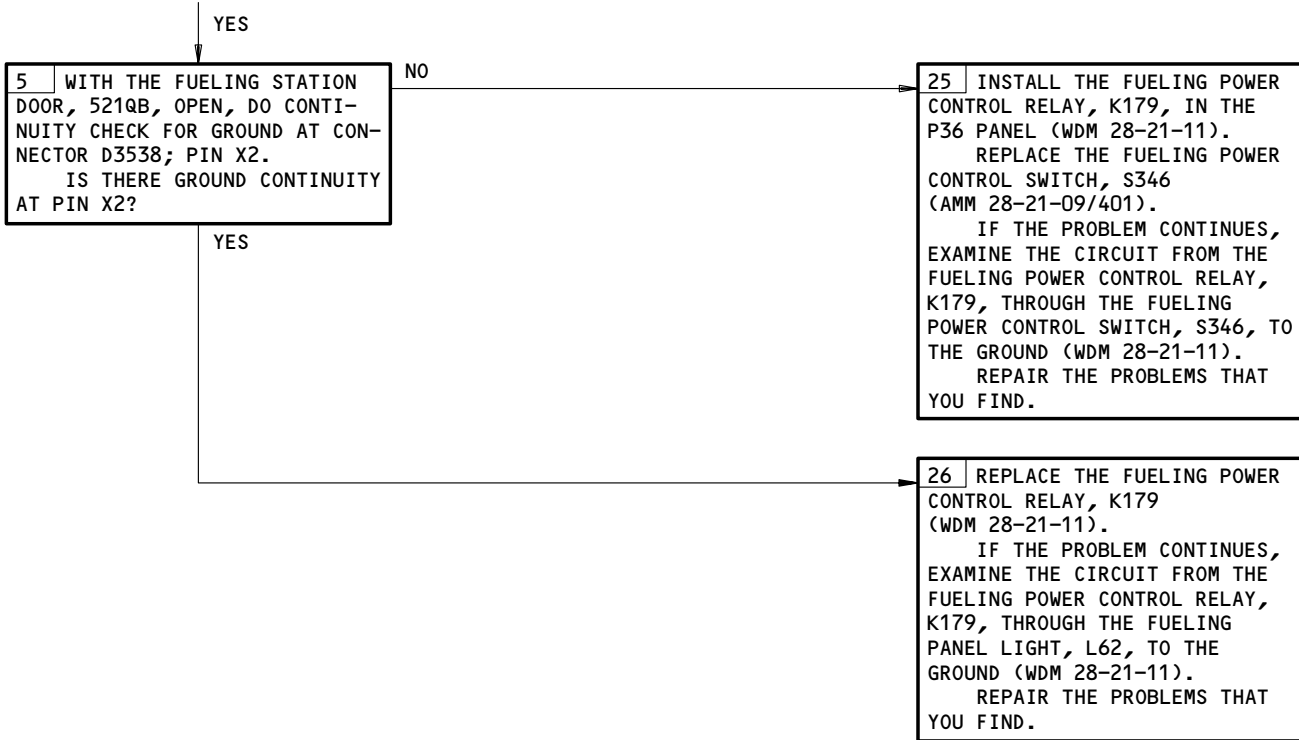 YES
5 WITH THE FUELING STATION
DOOR, 521QB, OPEN, DO CONTI-
NUITY CHECK FOR GROUND AT CON-
NECTOR D3538; PIN X2.
IS THERE GROUND CONTINUITY
AT PIN X2?
NO
YES
25 INSTALL THE FUELING POWER
CONTROL RELAY, K179, IN THE
P36 PANEL (WDM 28-21-11).
REPLACE THE FUELING POWER
CONTROL SWITCH, S346
(AMM 28-21-09/401).
IF THE PROBLEM CONTINUES,
EXAMINE THE CIRCUIT FROM THE
FUELING POWER CONTROL RELAY,
K179, THROUGH THE FUELING
POWER CONTROL SWITCH, S346, TO
THE GROUND (WDM 28-21-11).
REPAIR THE PROBLEMS THAT
YOU FIND.
26 REPLACE THE FUELING POWER
CONTROL RELAY, K179
(WDM 28-21-11).
IF THE PROBLEM CONTINUES,
EXAMINE THE CIRCUIT FROM THE
FUELING POWER CONTROL RELAY,
K179, THROUGH THE FUELING
PANEL LIGHT, L62, TO THE
GROUND (WDM 28-21-11).
REPAIR THE PROBLEMS THAT
YOU FIND.